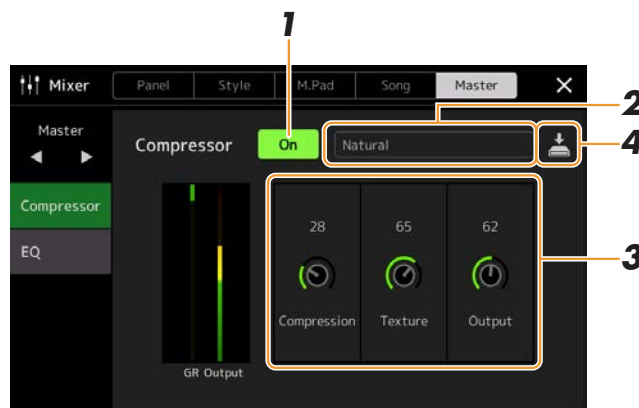 1
Mixer Panel Style M.Pad Song Master
2
Master
Compressor On Natural
4
Compressor
EQ
28 65 62
3
Compression Texture Output
GR Output